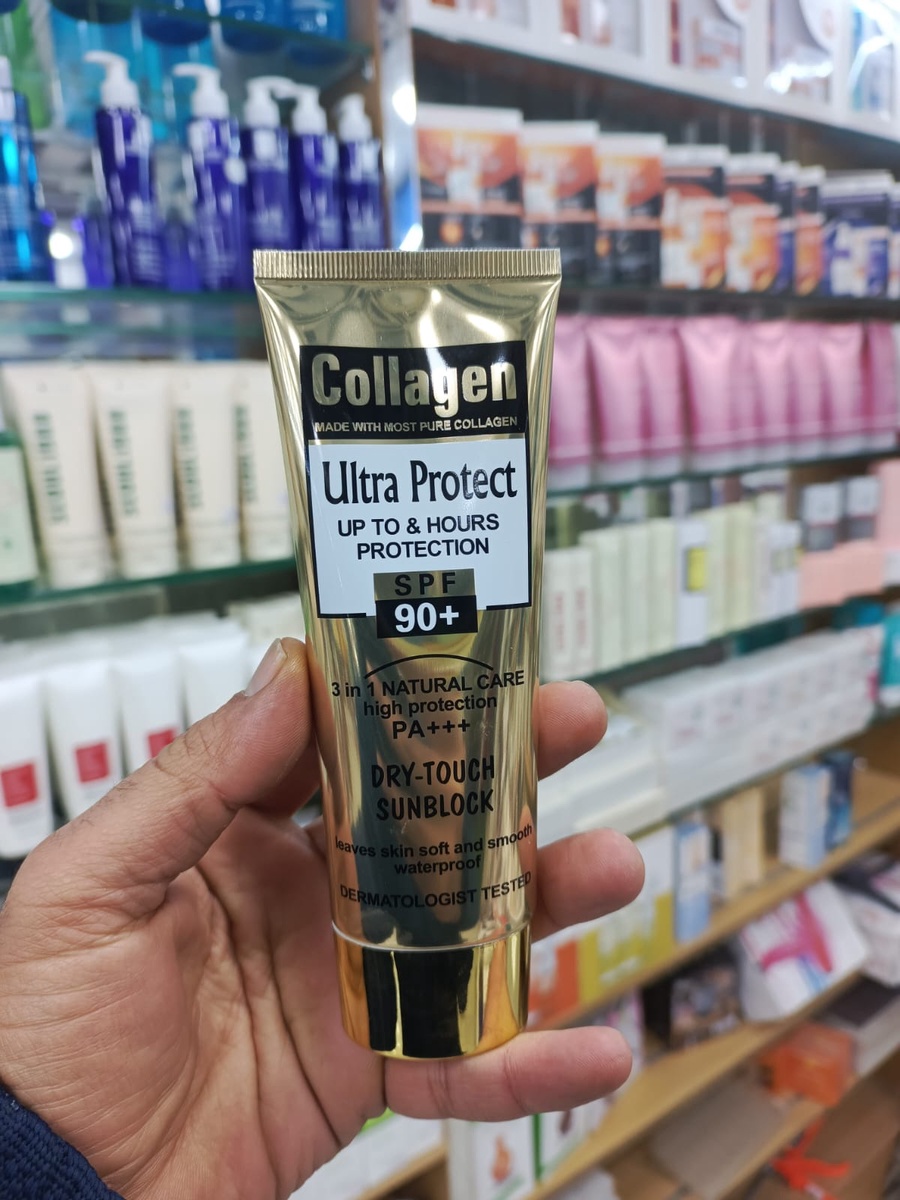 Collagen
MADE WITH MOST PURE COLLAGEN
Ultra Protect
UP TO & HOURS
PROTECTION
SPF
90+
3 in 1 NATURAL CARE
high protection
PA+++
DRY-TOUCH
SUNBLOCK
leaves skin soft and smooth
waterproof
DERMATOLOGIST TESTED